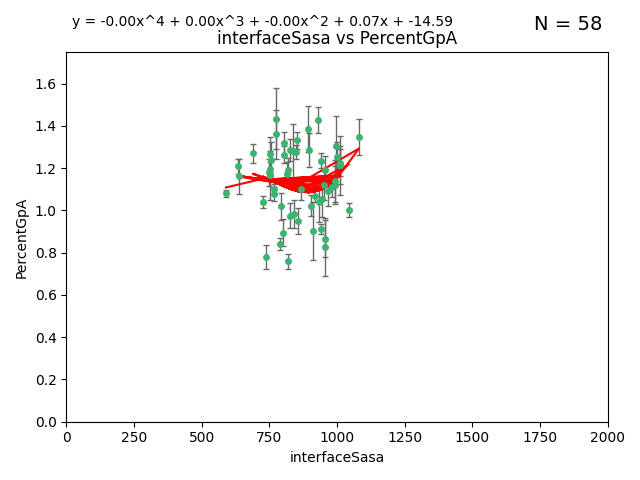 y = -0.00x^4 + 0.00x^3 + -0.00x^2 + 0.07x + -14.59
N = 58
interfaceSasa vs PercentGpA
PercentGpA
1.6
1.4
1.2
1.0
0.8
0.6
0.4
0.2
0.0
0 250 500 750 1000 1250 1500 1750 2000
interfaceSasa